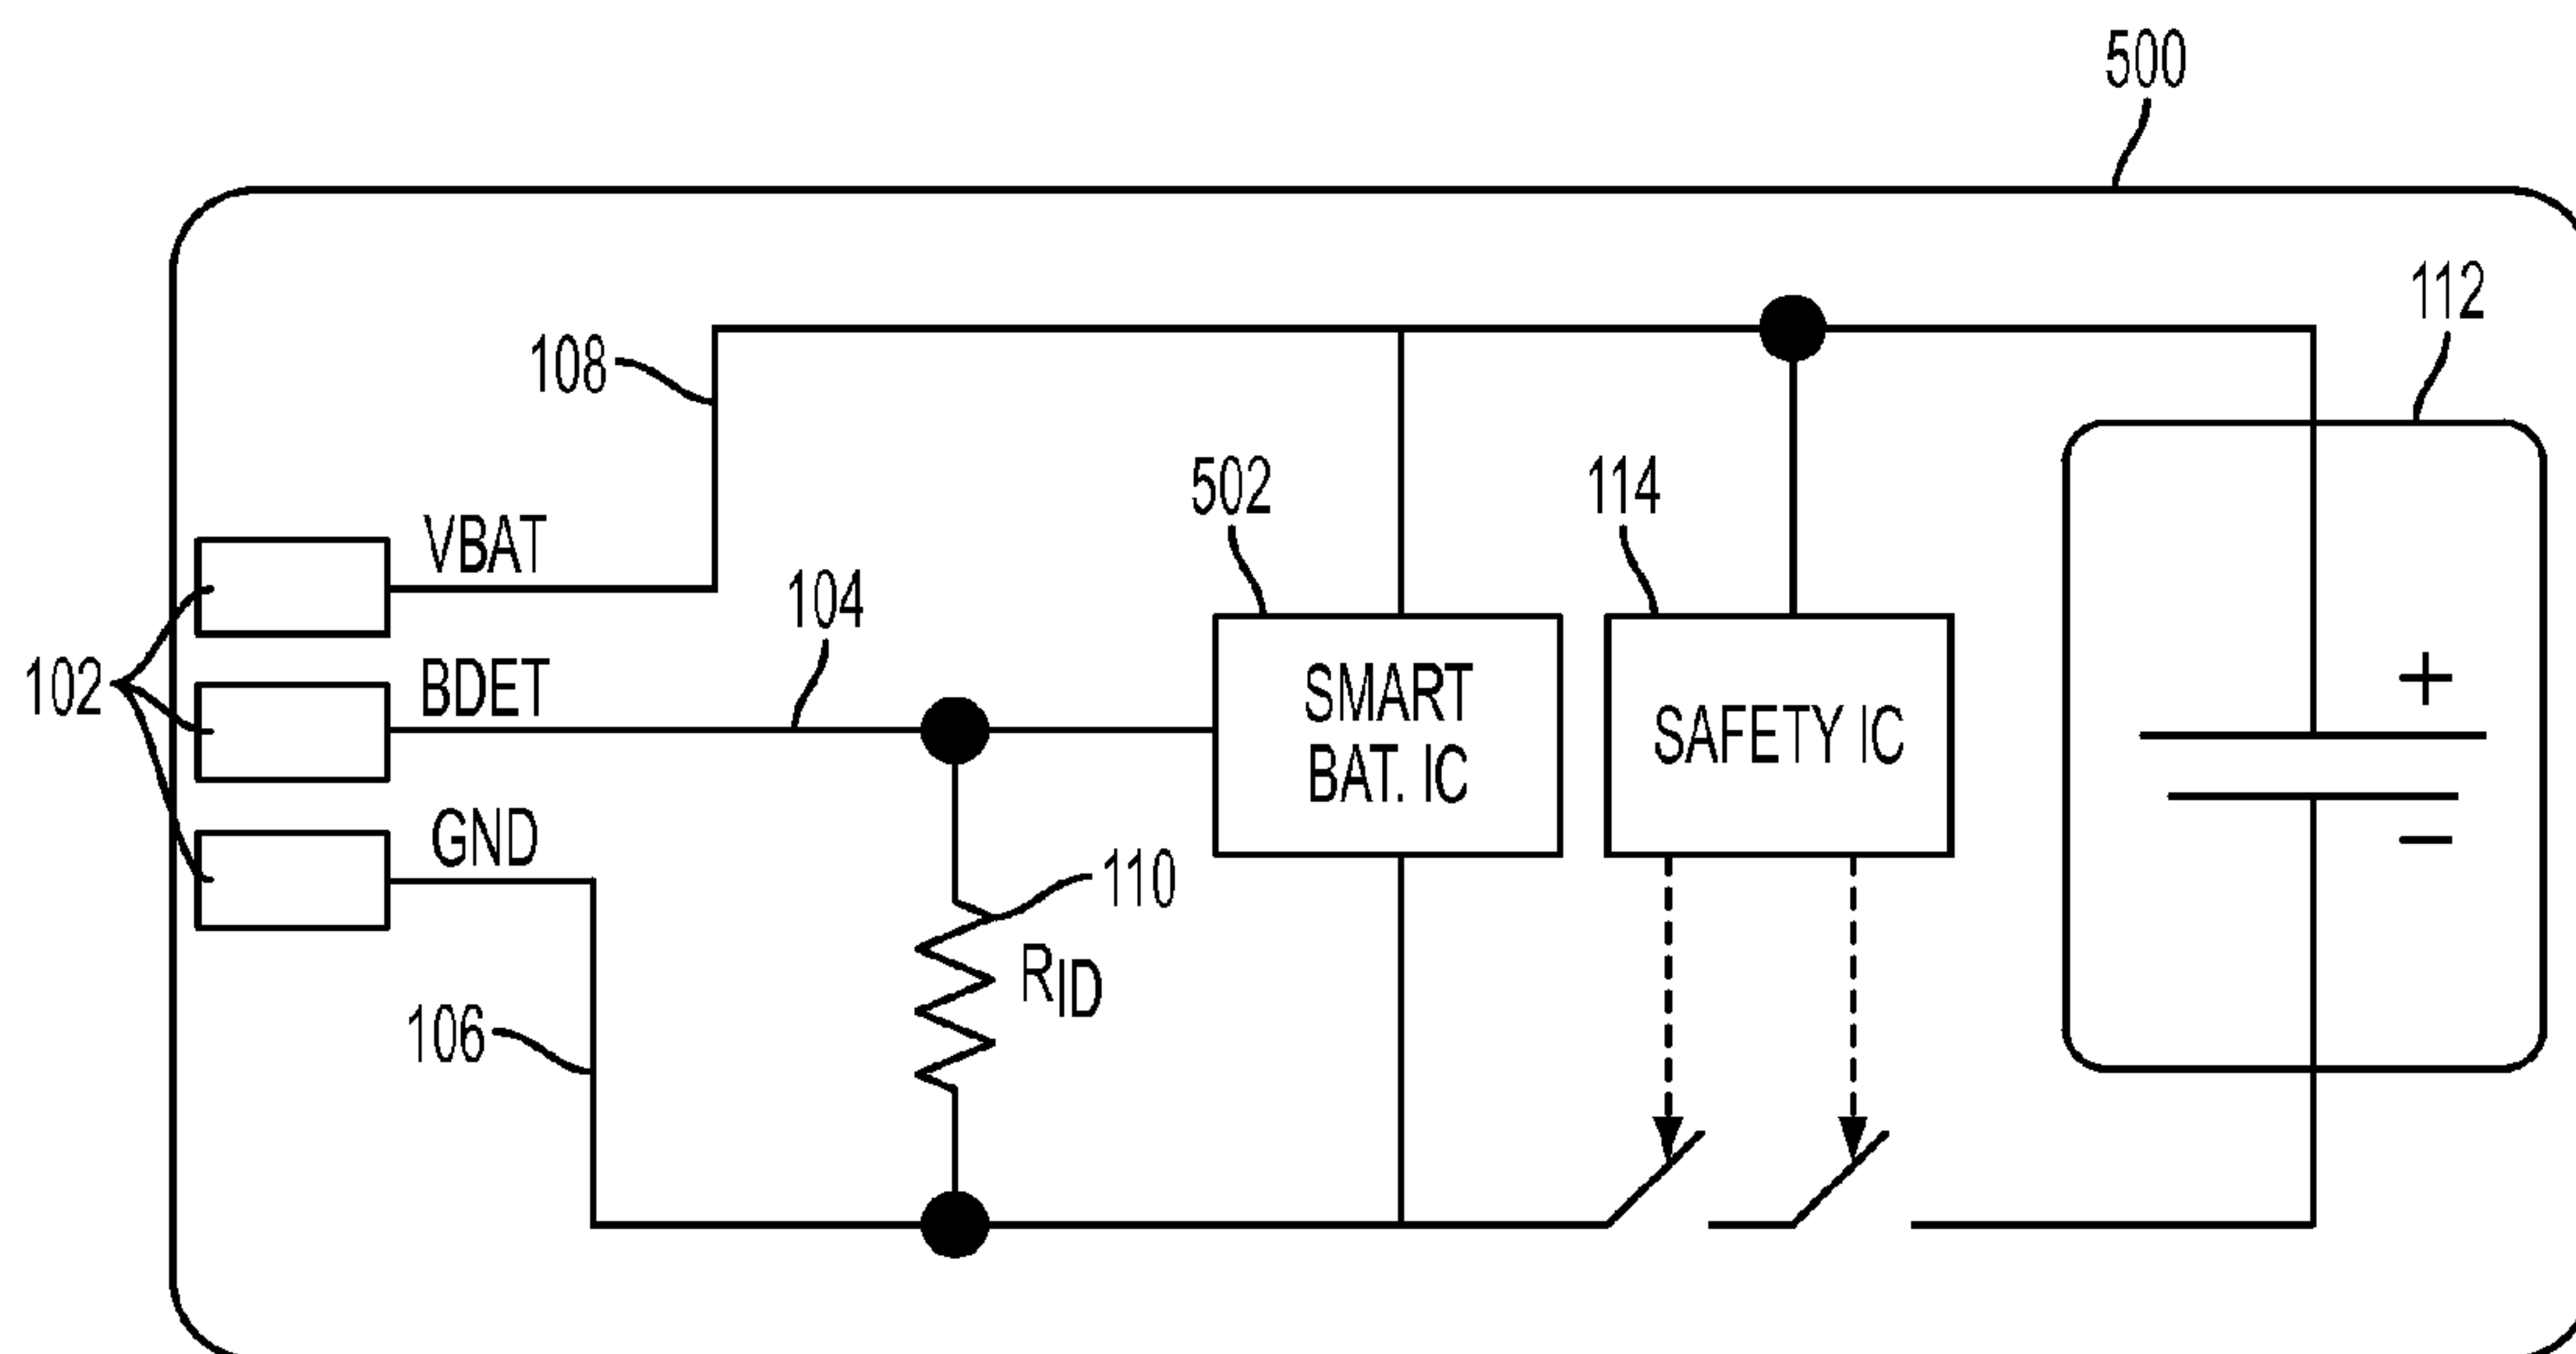 500
112
108
502
114
VBAT
104
102
BDET
SMART
BAT. IC
SAFETY IC
+
GND
−
110
RID
106